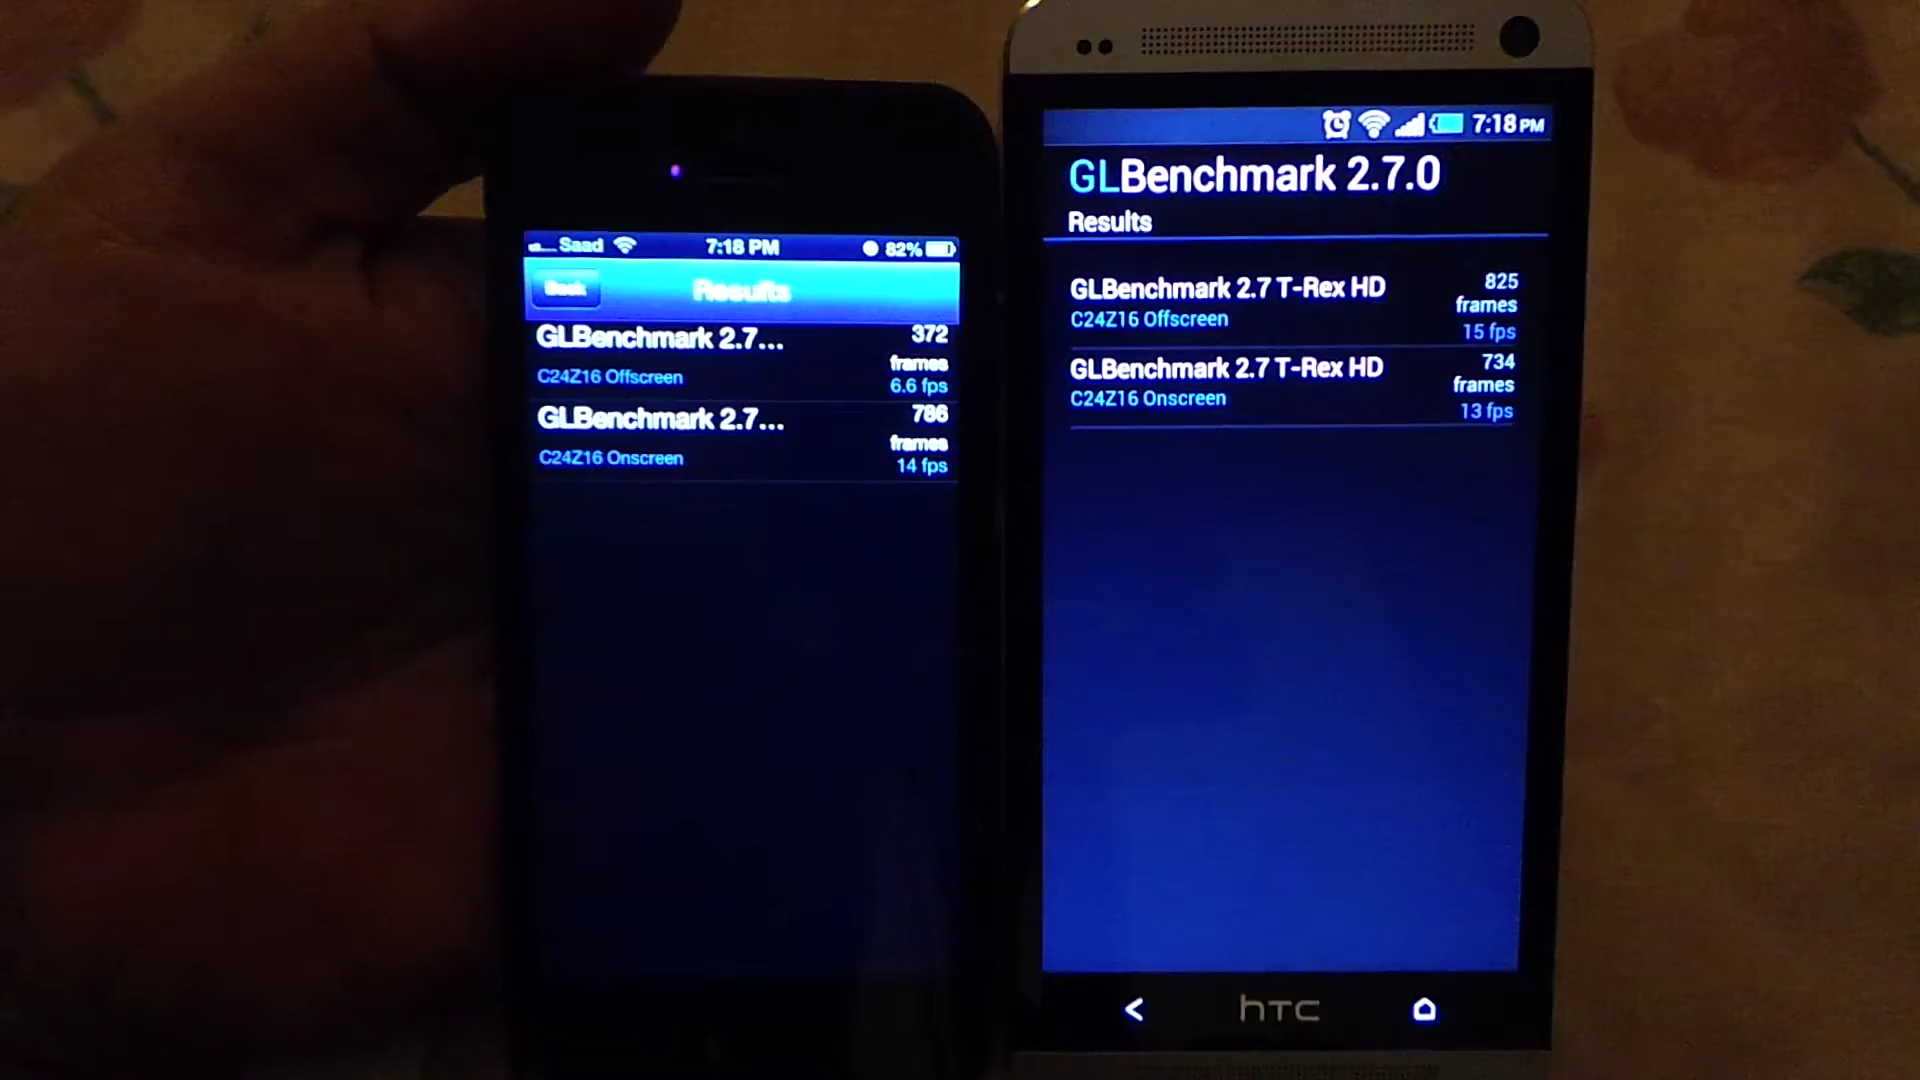 Saad 7:18 PM 82%
Back Results
GLBenchmark 2.7...
372
frames
C24Z16 Offscreen
6.6 fps
GLBenchmark 2.7...
786
frames
C24Z16 Onscreen
14 fps
7:18 PM
GLBenchmark 2.7.0
Results
GLBenchmark 2.7 T-Rex HD
825
frames
C24Z16 Offscreen
15 fps
GLBenchmark 2.7 T-Rex HD
734
frames
C24Z16 Onscreen
13 fps
hTC